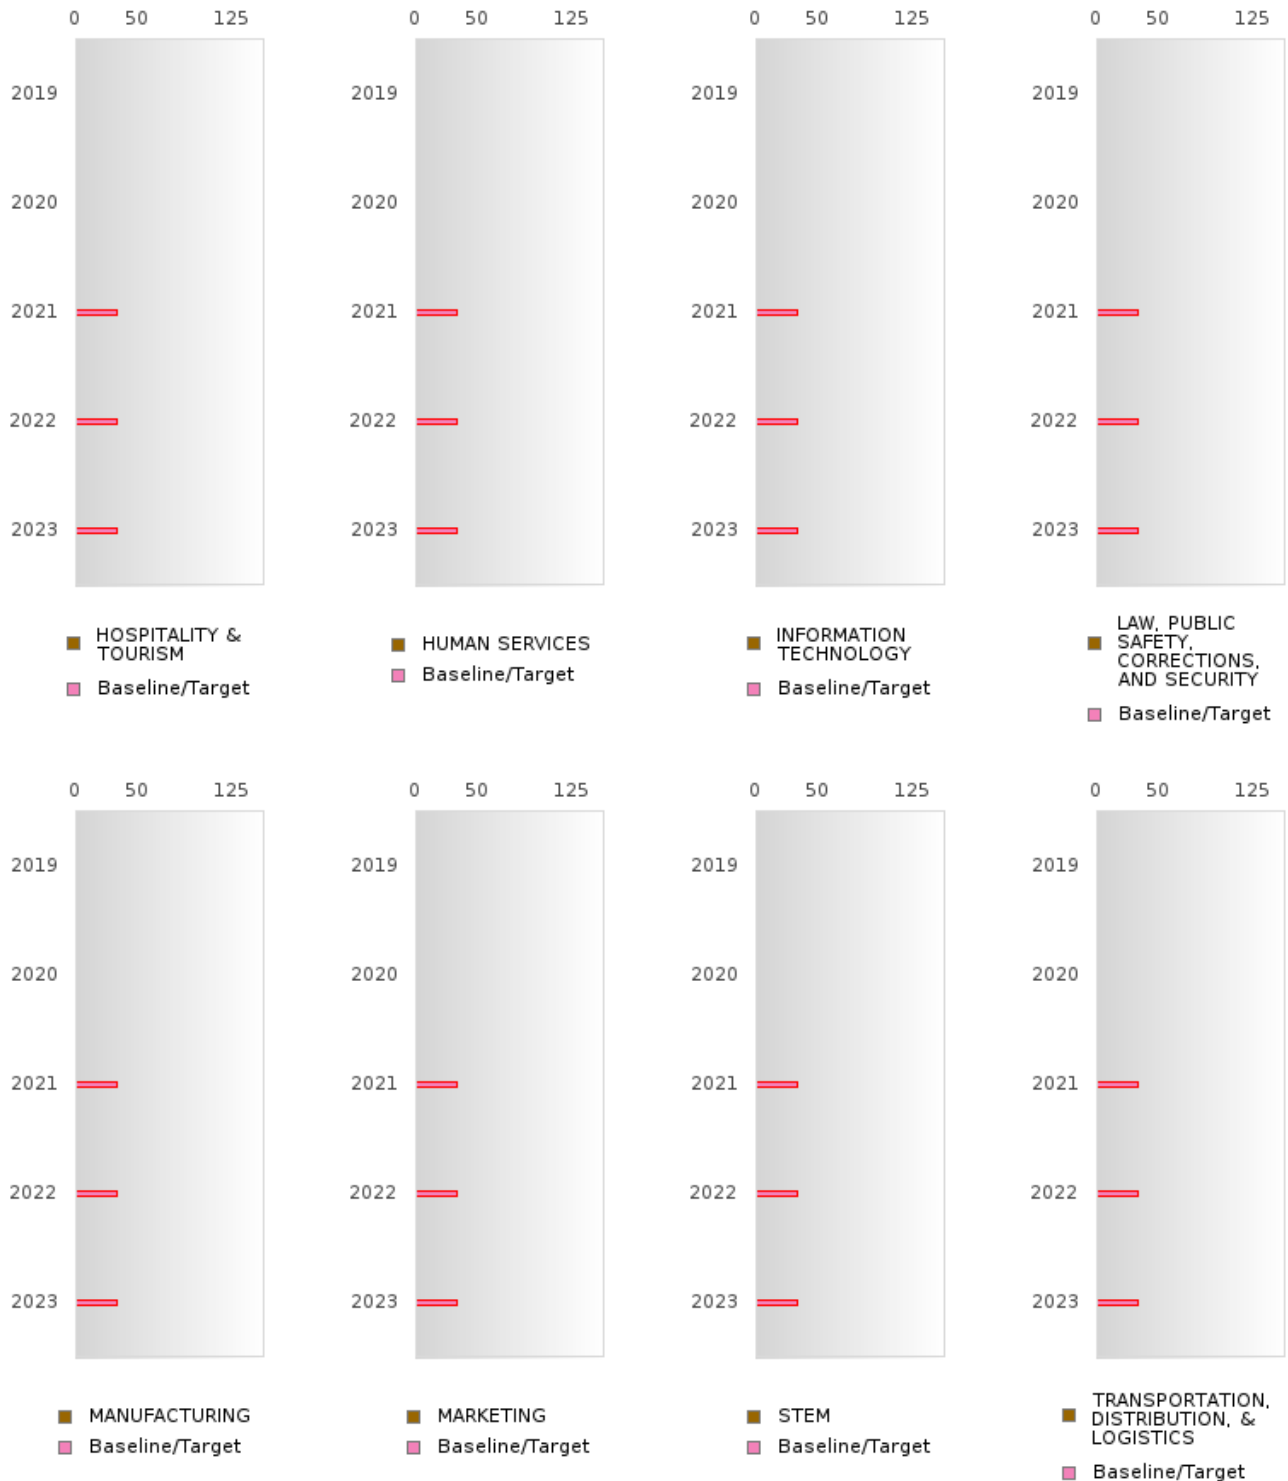 0 50 125 0 50 125 0 50 125 0 50 125
2019 2019 2019 2019
2020 2020 2020 2020
2021 2021 2021 2021
2022 2022 2022 2022
2023 2023 2023 2023
HOSPITALITY &
TOURISM
Baseline/Target
HUMAN SERVICES
Baseline/Target
INFORMATION
TECHNOLOGY
Baseline/Target
LAW, PUBLIC
SAFETY,
CORRECTIONS,
AND SECURITY
Baseline/Target
0 50 125 0 50 125 0 50 125 0 50 125
2019 2019 2019 2019
2020 2020 2020 2020
2021 2021 2021 2021
2022 2022 2022 2022
2023 2023 2023 2023
MANUFACTURING
Baseline/Target
MARKETING
Baseline/Target
STEM
Baseline/Target
TRANSPORTATION,
DISTRIBUTION, &
LOGISTICS
Baseline/Target